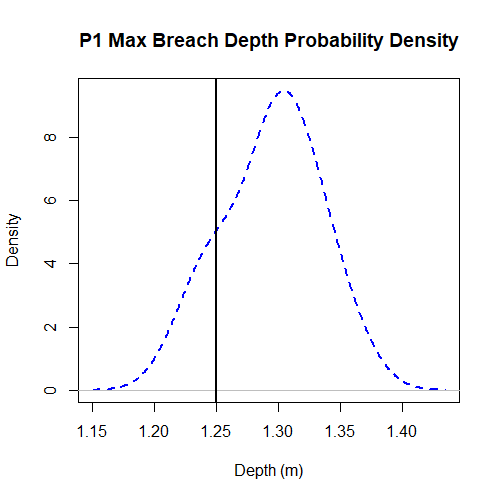 P1 Max Breach Depth Probability Density
Density
0 2 4 6 8
1.15 1.20 1.25 1.30 1.35 1.40
Depth (m)